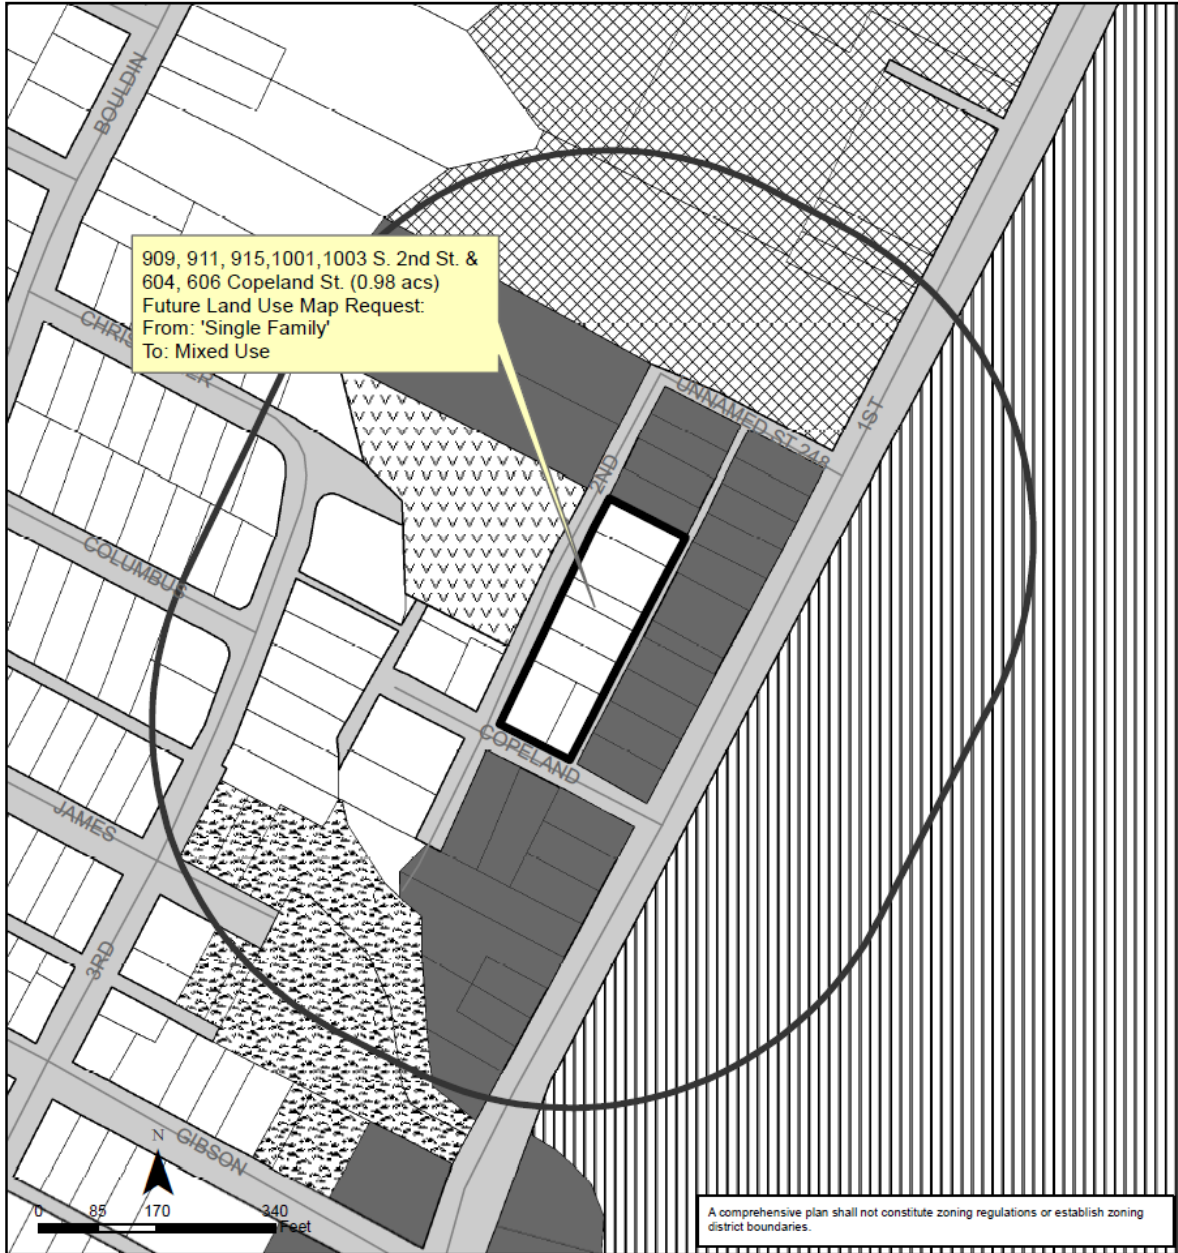 BOULDIN
909, 911, 915,1001,1003 S. 2nd St. &
604, 606 Copeland St. (0.98 acs)
Future Land Use Map Request:
From: 'Single Family'
To: Mixed Use
CHRIS
ER
UNNAMED ST 248
1ST
2ND
COLUMBUS
COPELAND
JAMES
3RD
GIBSON
N
0 85 170 340
Feet
A comprehensive plan shall not constitute zoning regulations or establish zoning
district boundaries.